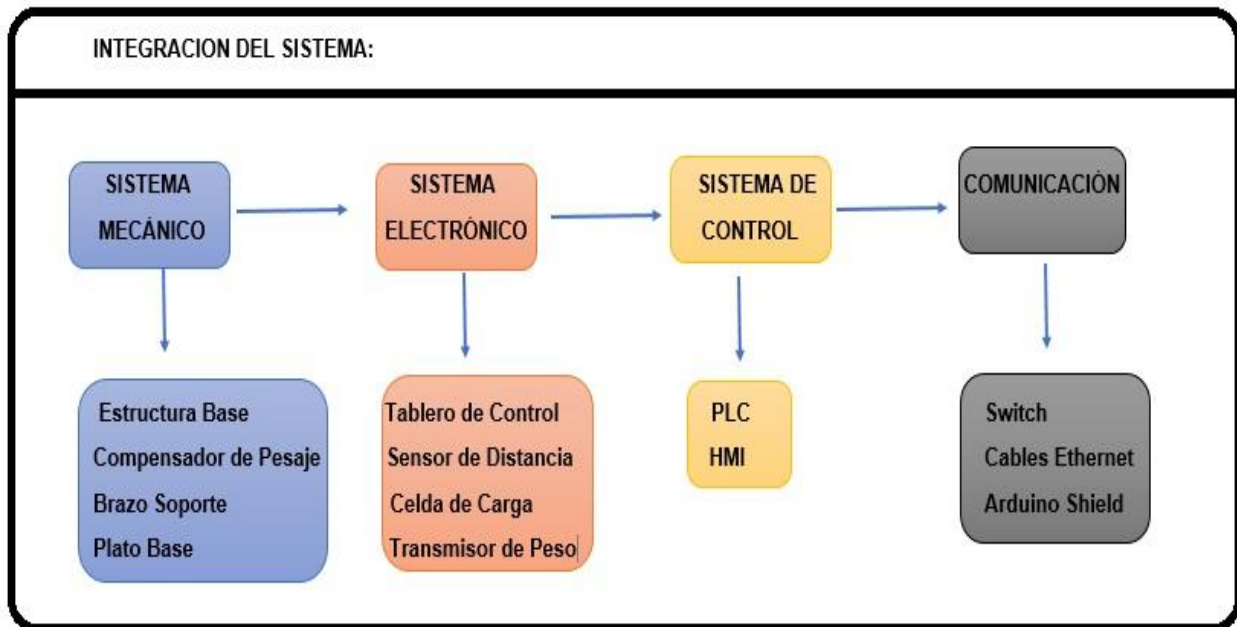 INTEGRACION DEL SISTEMA:
SISTEMA
MECÁNICO
SISTEMA
ELECTRÓNICO
SISTEMA DE
CONTROL
COMUNICACIÓN
Estructura Base
Compensador de Pesaje
Brazo Soporte
Plato Base
Tablero de Control
Sensor de Distancia
Celda de Carga
Transmisor de Peso
PLC
HMI
Switch
Cables Ethernet
Arduino Shield